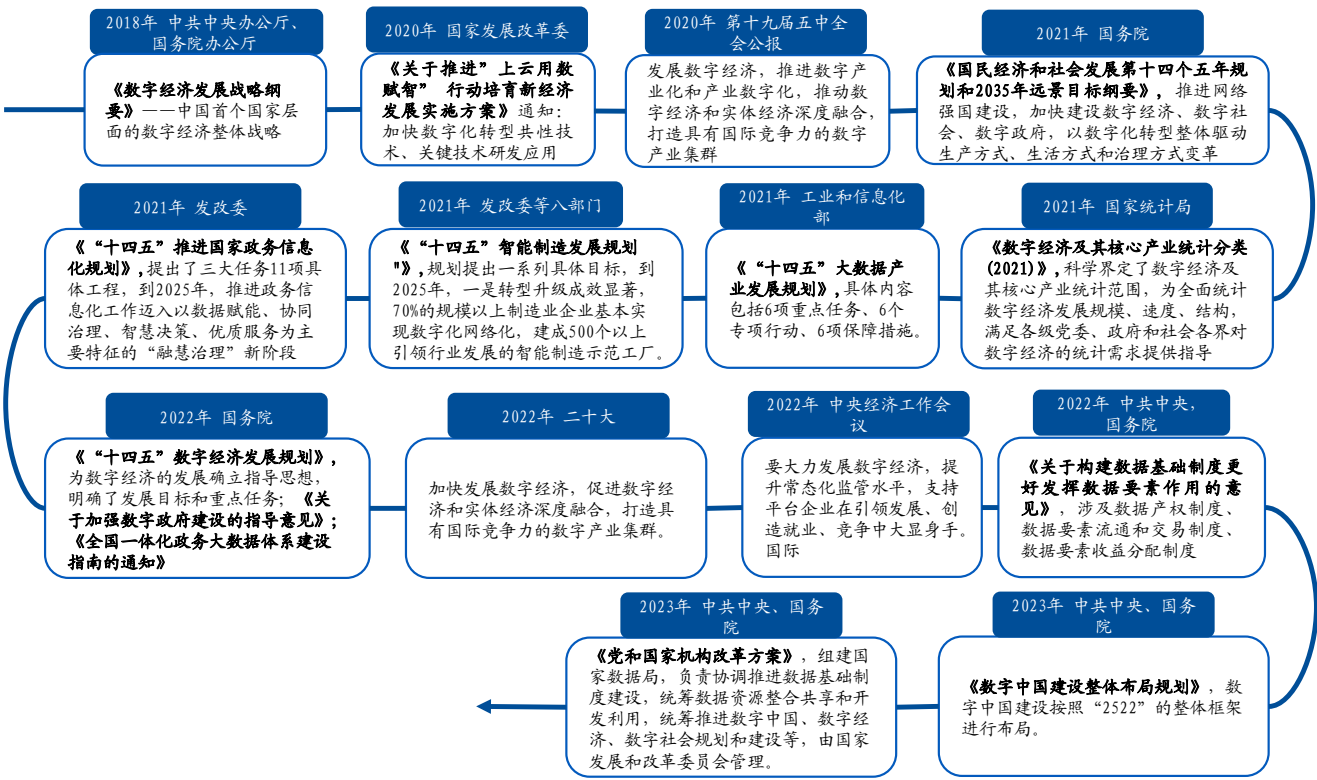 2018年 中共中央办公厅、
国务院办公厅
《数字经济发展战略纲
要》——中国首个国家层
面的数字经济整体战略
2020年 国家发展改革委
《关于推进”上云用数
赋智” 行动培育新经济
发展实施方案》通知：
加快数字化转型共性技
术、关键技术研发应用
2020年 第十九届五中全
会公报
发展数字经济，推进数字产
业化和产业数字化，推动数
字经济和实体经济深度融合，
打造具有国际竞争力的数字
产业集群
2021年 国务院
《国民经济和社会发展第十四个五年规
划和2035年远景目标纲要》，推进网络
强国建设，加快建设数字经济、数字社
会、数字政府，以数字化转型整体驱动
生产方式、生活方式和治理方式变革
2021年 国家统计局
《数字经济及其核心产业统计分类
(2021)》，科学界定了数字经济及
其核心产业统计范围，为全面统计
数字经济发展规模、速度、结构，
满足各级党委、政府和社会各界对
数字经济的统计需求提供指导
2021年 工业和信息化
部
《“十四五”大数据产
业发展规划》，具体内容
包括6项重点任务、6个
专项行动、6项保障措施。
2021年 发改委等八部门
《“十四五”智能制造发展规划
"》，规划提出一系列具体目标，到
2025年，一是转型升级成效显著，
70%的规模以上制造业企业基本实
现数字化网络化，建成500个以上
引领行业发展的智能制造示范工厂。
2021年 发改委
《“十四五”推进国家政务信息
化规划》，提出了三大任务11项具
体工程，到2025年，推进政务信
息化工作迈入以数据赋能、协同
治理、智慧决策、优质服务为主
要特征的“融慧治理”新阶段
2022年 国务院
《“十四五”数字经济发展规划》，
为数字经济的发展确立指导思想，
明确了发展目标和重点任务；《关
于加强数字政府建设的指导意见》；
《全国一体化政务大数据体系建设
指南的通知》
2022年 二十大
加快发展数字经济，促进数字经
济和实体经济深度融合，打造具
有国际竞争力的数字产业集群。
2022年 中央经济工作会
议
要大力发展数字经济，提
升常态化监管水平，支持
平台企业在引领发展、创
造就业、竞争中大显身手。
国际
2022年 中共中央，
国务院
《关于构建数据基础制度更
好发挥数据要素作用的意
见》，涉及数据产权制度、
数据要素流通和交易制度、
数据要素收益分配制度
2023年 中共中央、国务
院
《数字中国建设整体布局规划》，数
字中国建设按照“2522”的整体框架
进行布局。
2023年 中共中央、国务
院
《党和国家机构改革方案》，组建国
家数据局，负责协调推进数据基础制
度建设，统筹数据资源整合共享和开
发利用，统筹推进数字中国、数字经
济、数字社会规划和建设等，由国家
发展和改革委员会管理。